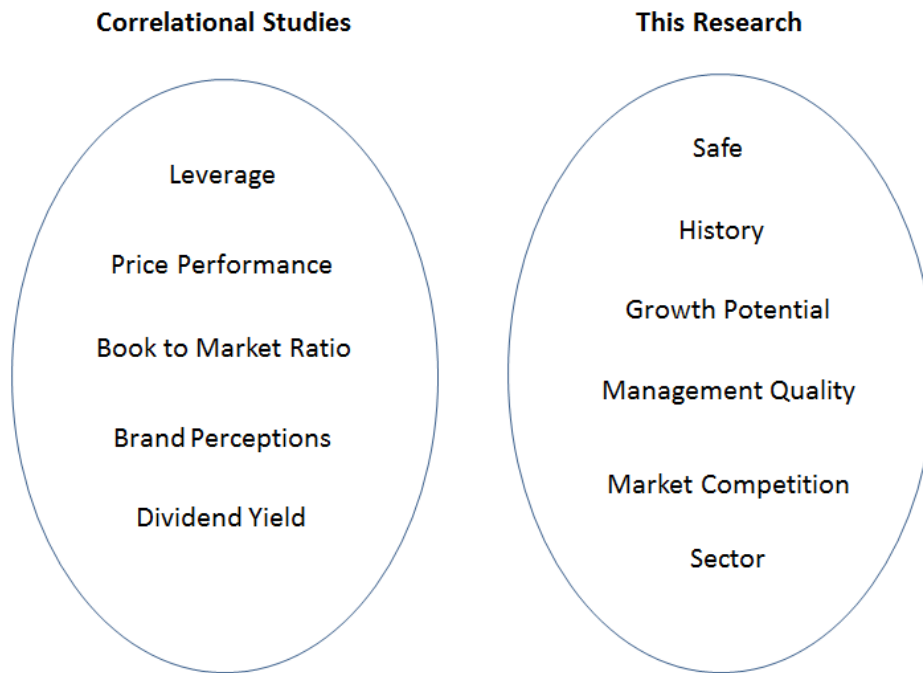 Correlational Studies
Leverage
Price Performance
Book to Market Ratio
Brand Perceptions
Dividend Yield
This Research
Safe
History
Growth Potential
Management Quality
Market Competition
Sector